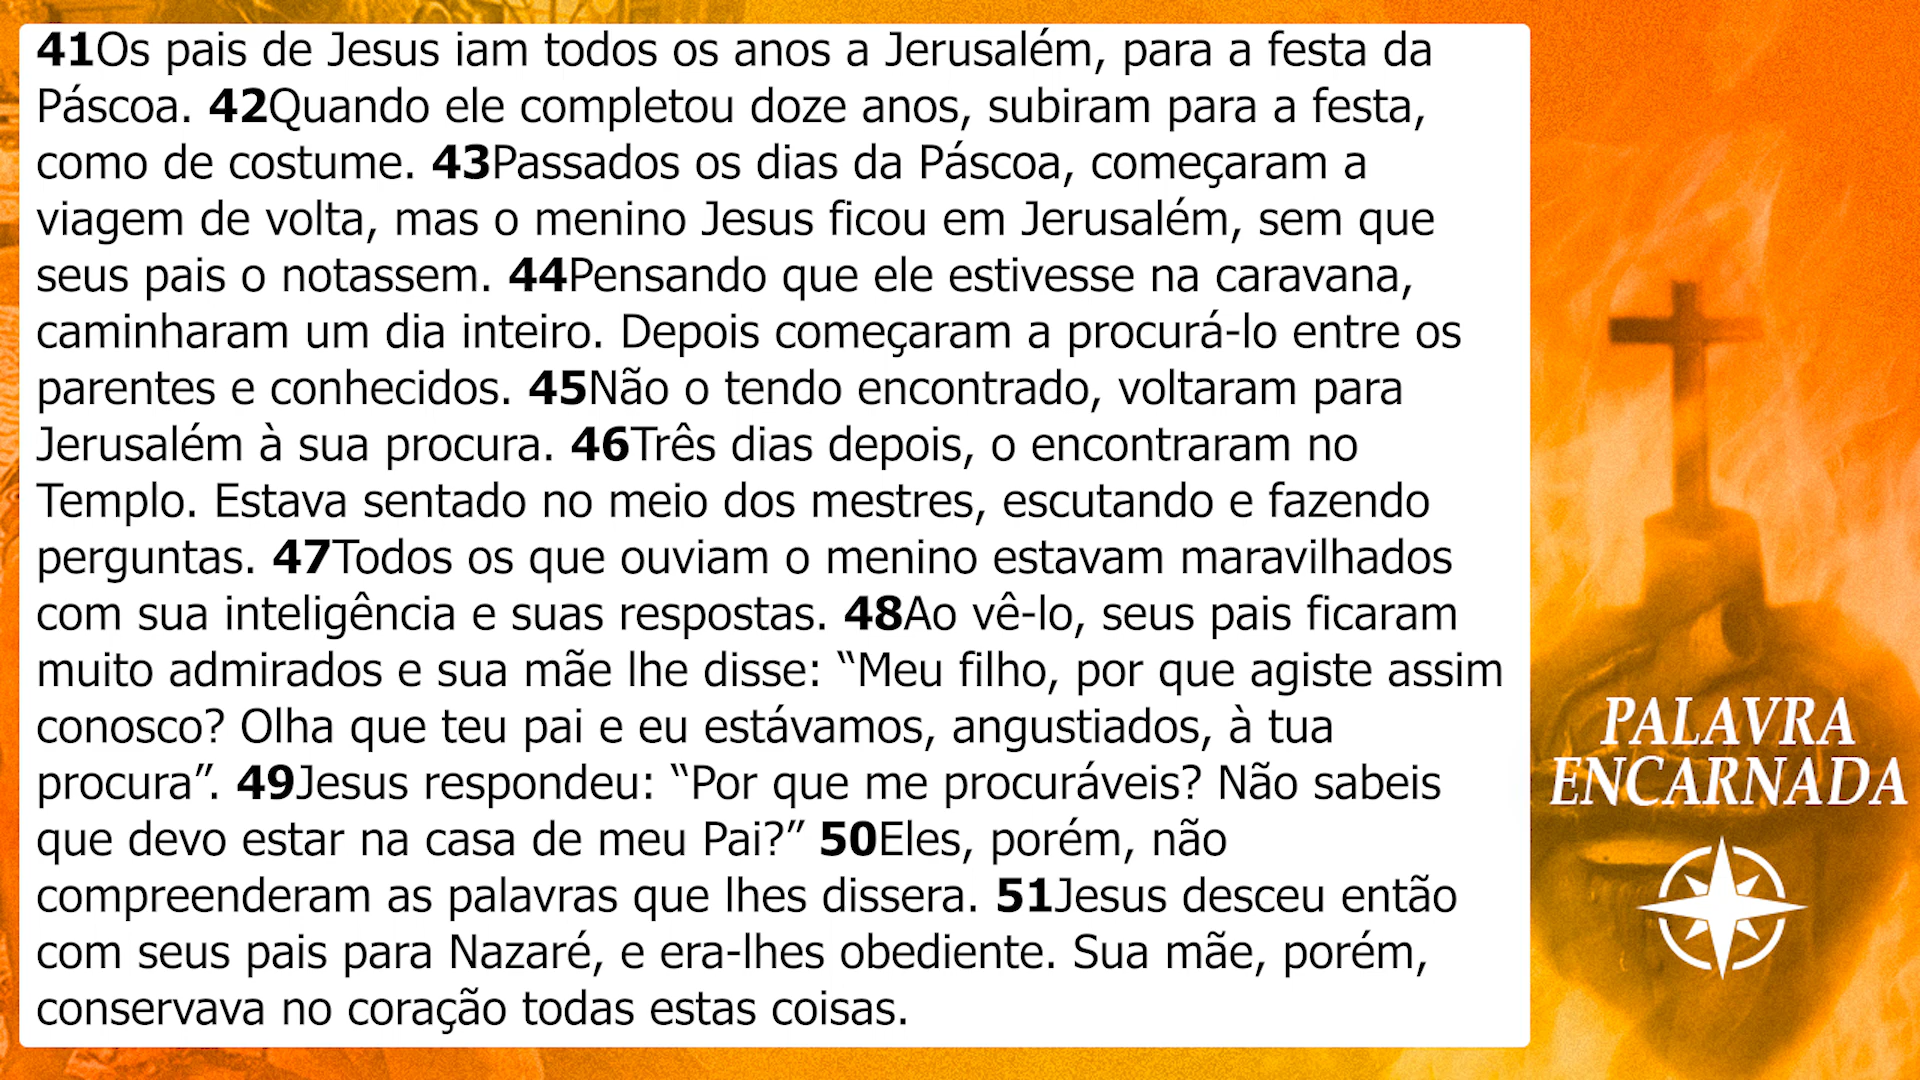 41Os pais de Jesus iam todos os anos a Jerusalém, para a festa da
Páscoa. 42Quando ele completou doze anos, subiram para a festa,
como de costume. 43Passados os dias da Páscoa, começaram a
viagem de volta, mas o menino Jesus ficou em Jerusalém, sem que
seus pais o notassem. 44Pensando que ele estivesse na caravana,
caminharam um dia inteiro. Depois começaram a procurá-lo entre os
parentes e conhecidos. 45Não o tendo encontrado, voltaram para
Jerusalém à sua procura. 46Três dias depois, o encontraram no
Templo. Estava sentado no meio dos mestres, escutando e fazendo
perguntas. 47Todos os que ouviam o menino estavam maravilhados
com sua inteligência e suas respostas. 48Ao vê-lo, seus pais ficaram
muito admirados e sua mãe lhe disse: “Meu filho, por que agiste assim
conosco? Olha que teu pai e eu estávamos, angustiados, à tua
procura”. 49Jesus respondeu: “Por que me procuráveis? Não sabeis
que devo estar na casa de meu Pai?” 50Eles, porém, não
compreenderam as palavras que lhes dissera. 51Jesus desceu então
com seus pais para Nazaré, e era-lhes obediente. Sua mãe, porém,
conservava no coração todas estas coisas.
PALAVRA
ENCARNADA